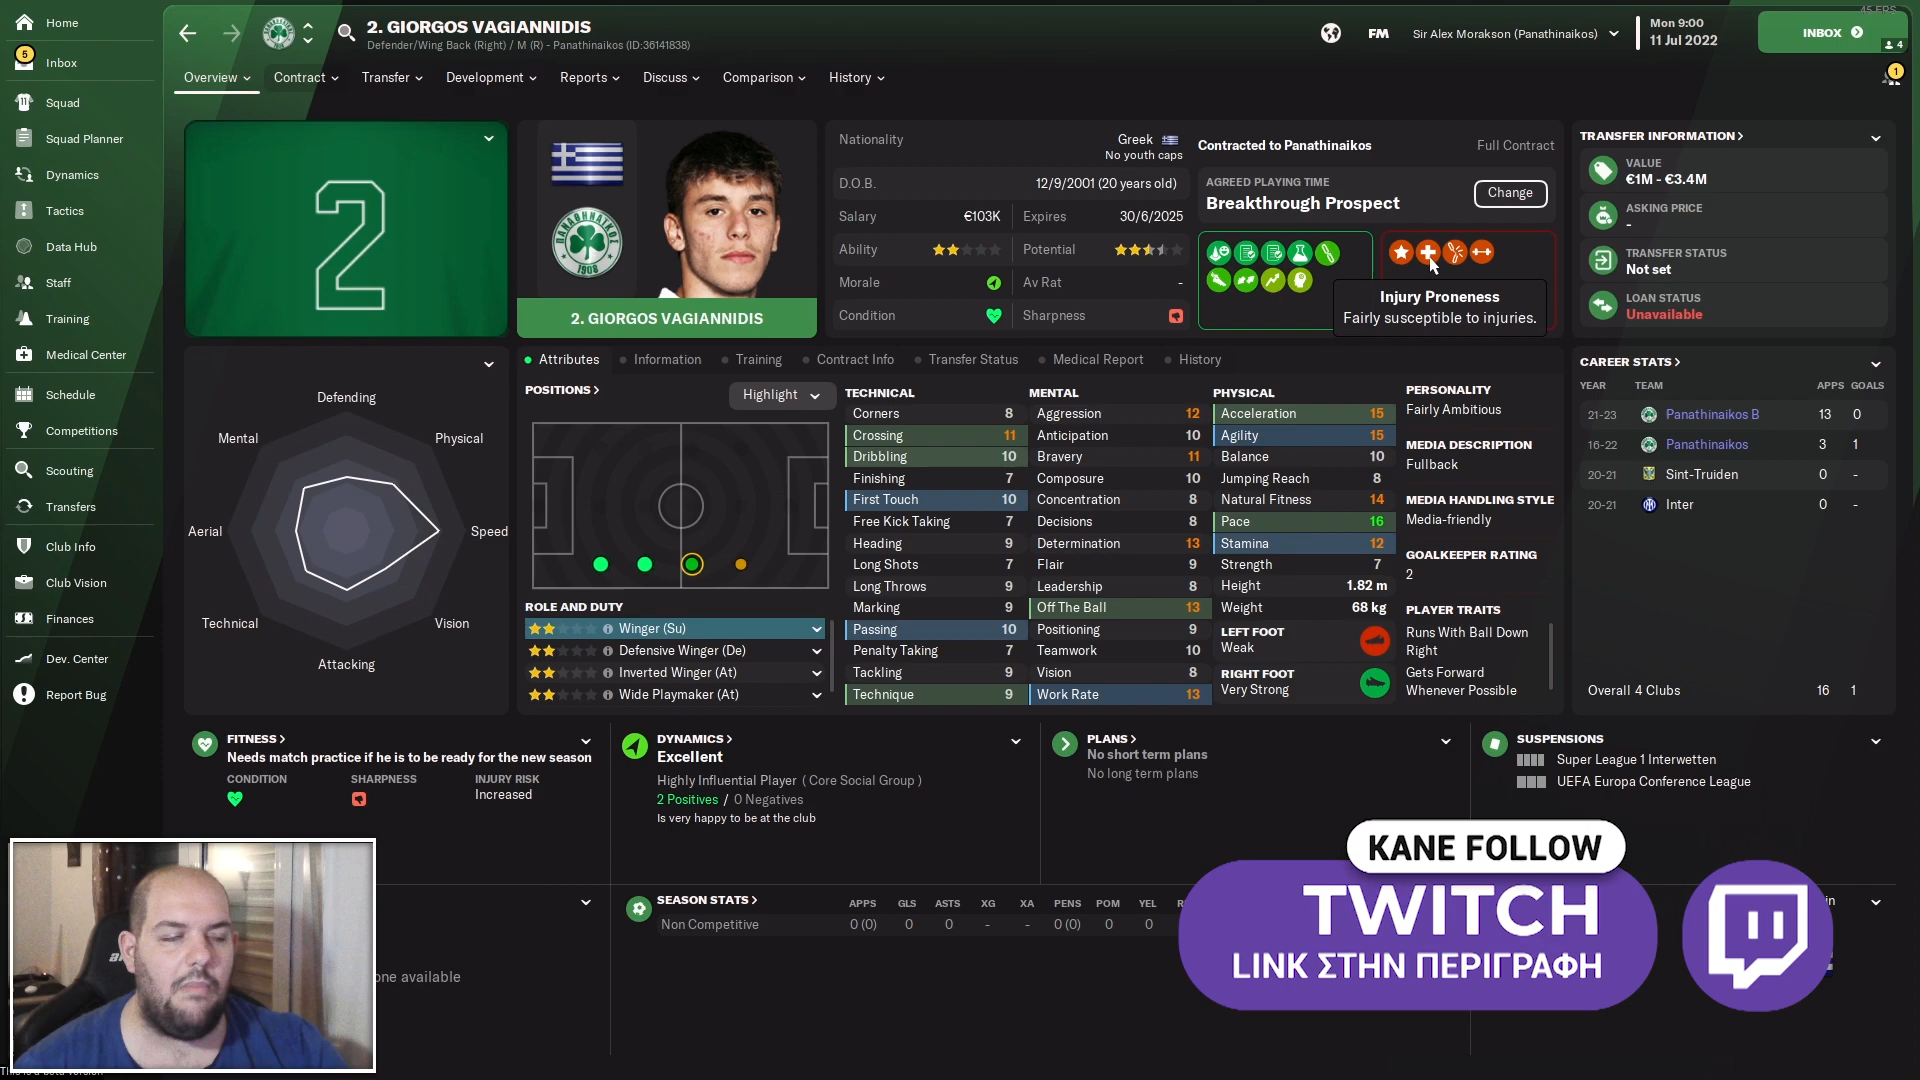 45 FPS
Home
5
Inbox
Squad
Squad Planner
Dynamics
Tactics
Data Hub
Staff
Training
Medical Center
Schedule
Competitions
Scouting
Transfers
Club Info
Club Vision
Finances
Dev. Center
Report Bug
2. GIORGOS VAGIANNIDIS
Defender/Wing Back (Right) / M (R) - Panathinaikos (ID:36141838)
FM
Sir Alex Morakson (Panathinaikos)
Mon 9:00
11 Jul 2022
INBOX
4
1
Overview
Contract
Transfer
Development
Reports
Discuss
Comparison
History
2
ΠΑΝΑΘΗΝΑΪΚΟΣ
1908
2. GIORGOS VAGIANNIDIS
Nationality Greek
No youth caps
D.O.B. 12/9/2001 (20 years old)
Salary €103K Expires 30/6/2025
Ability Potential
Morale Av Rat -
Condition Sharpness
Contracted to Panathinaikos Full Contract
AGREED PLAYING TIME
Breakthrough Prospect
Change
Injury Proneness
Fairly susceptible to injuries.
TRANSFER INFORMATION
VALUE
€1M - €3.4M
ASKING PRICE
-
TRANSFER STATUS
Not set
LOAN STATUS
Unavailable
Defending
Physical
Speed
Vision
Attacking
Technical
Aerial
Mental
Attributes
Information
Training
Contract Info
Transfer Status
Medical Report
History
POSITIONS
Highlight
ROLE AND DUTY
Winger (Su)
Defensive Winger (De)
Inverted Winger (At)
Wide Playmaker (At)
TECHNICAL
Corners 8
Crossing 11
Dribbling 10
Finishing 7
First Touch 10
Free Kick Taking 7
Heading 9
Long Shots 7
Long Throws 9
Marking 9
Passing 10
Penalty Taking 7
Tackling 9
Technique 9
MENTAL
Aggression 12
Anticipation 10
Bravery 11
Composure 10
Concentration 8
Decisions 8
Determination 13
Flair 9
Leadership 8
Off The Ball 13
Positioning 9
Teamwork 10
Vision 8
Work Rate 13
PHYSICAL
Acceleration 15
Agility 15
Balance 10
Jumping Reach 8
Natural Fitness 14
Pace 16
Stamina 12
Strength 7
Height 1.82 m
Weight 68 kg
LEFT FOOT
Weak
RIGHT FOOT
Very Strong
PERSONALITY
Fairly Ambitious
MEDIA DESCRIPTION
Fullback
MEDIA HANDLING STYLE
Media-friendly
GOALKEEPER RATING
2
PLAYER TRAITS
Runs With Ball Down
Right
Gets Forward
Whenever Possible
CAREER STATS
YEAR TEAM APPS GOALS
21-23 Panathinaikos B 13 0
16-22 Panathinaikos 3 1
20-21 Sint-Truiden 0 -
20-21 Inter 0 -
Overall 4 Clubs 16 1
FITNESS
Needs match practice if he is to be ready for the new season
CONDITION SHARPNESS INJURY RISK
Increased
DYNAMICS
Excellent
Highly Influential Player ( Core Social Group )
2 Positives / 0 Negatives
Is very happy to be at the club
PLANS
No short term plans
No long term plans
SUSPENSIONS
Super League 1 Interwetten
UEFA Europa Conference League
SEASON STATS
APPS GLS ASTS XG XA PENS POM YEL
Non Competitive 0 (0) 0 0 - - 0 (0) 0 0
KANE FOLLOW
TWITCH
LINK ΣΤΗΝ ΠΕΡΙΓΡΑΦΗ